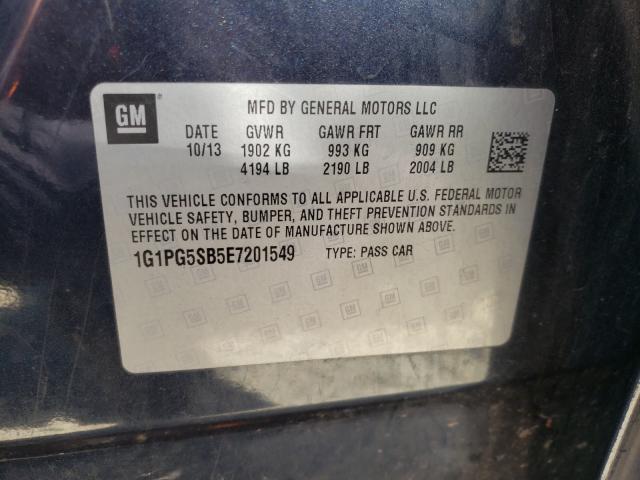 GM
MFD BY GENERAL MOTORS LLC
DATE GVWR GAWR FRT GAWR RR
10/13 1902 KG 993 KG 909 KG
4194 LB 2190 LB 2004 LB
THIS VEHICLE CONFORMS TO ALL APPLICABLE U.S. FEDERAL MOTOR
VEHICLE SAFETY, BUMPER, AND THEFT PREVENTION STANDARDS IN
EFFECT ON THE DATE OF MANUFACTURE SHOWN ABOVE.
1G1PG5SB5E7201549 TYPE: PASS CAR